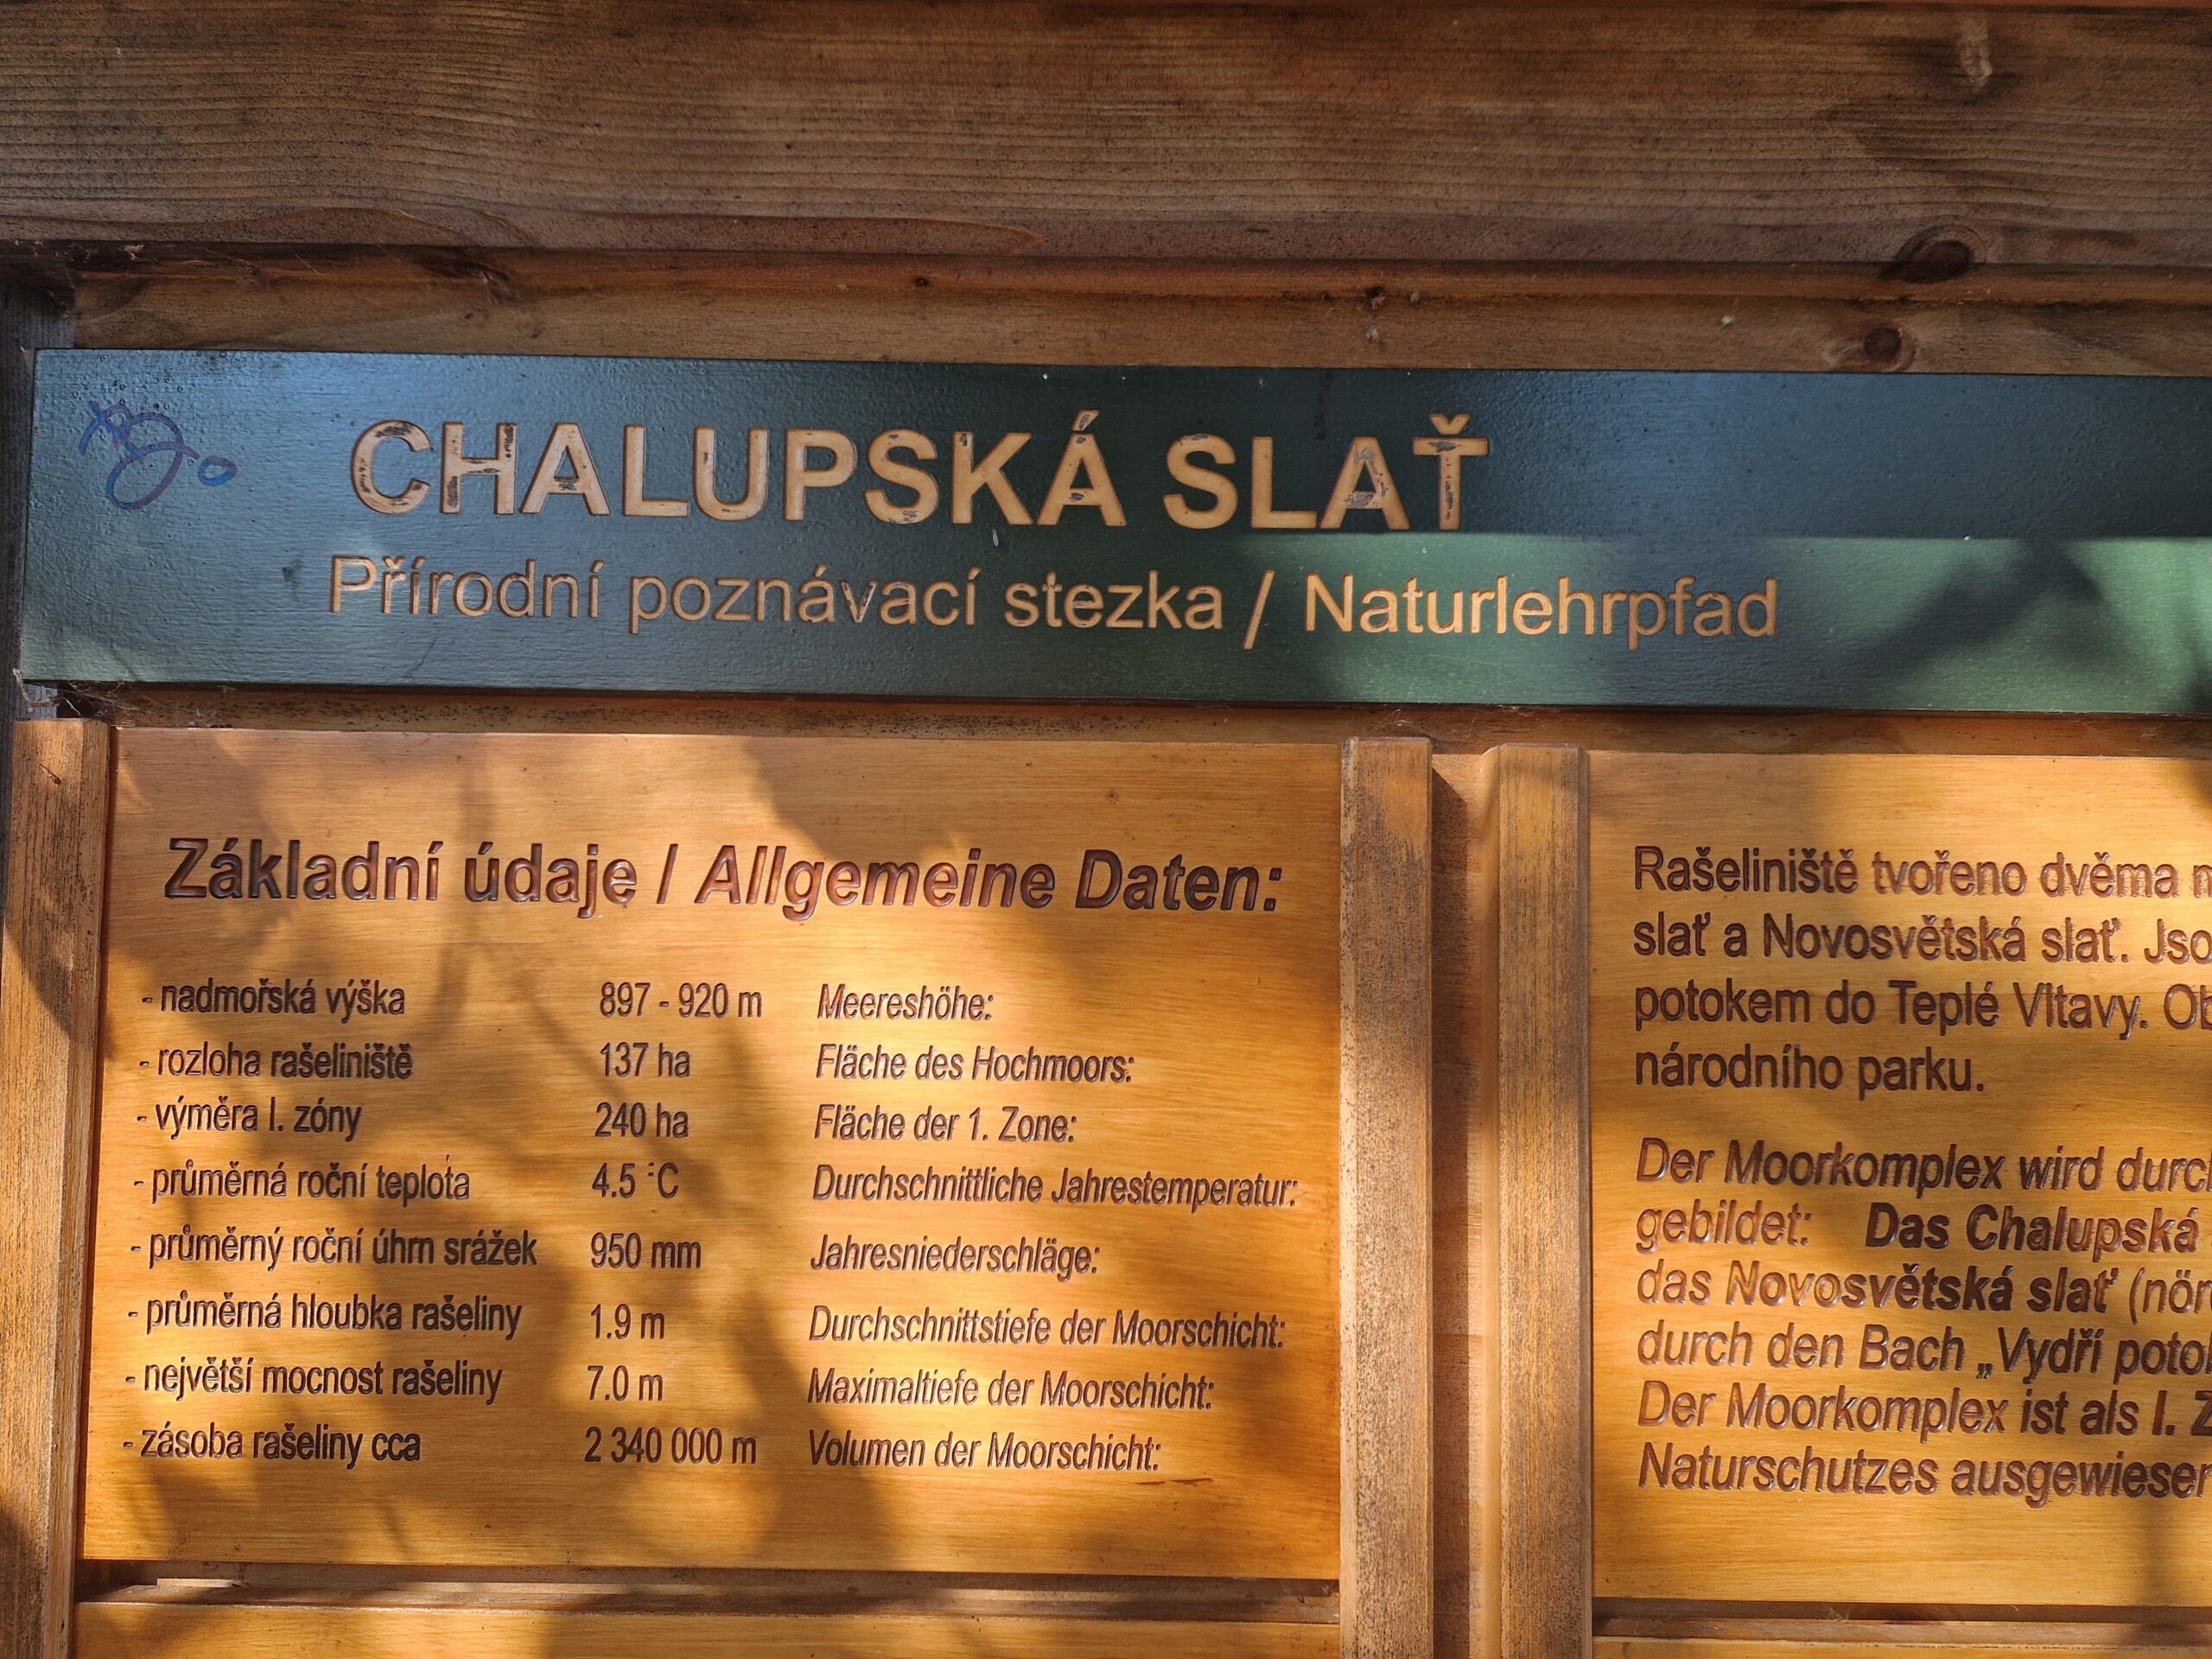 CHALUPSKÁ SLAŤ
Přírodní poznávací stezka / Naturlehrpfad
Základní údaje / Allgemeine Daten:
- nadmořská výška 897 - 920 m Meereshöhe:
- rozloha rašeliniště 137 ha Fläche des Hochmoors:
- výměra I. zóny 240 ha Fläche der 1. Zone:
- průměrná roční teplota 4.5 °C Durchschnittliche Jahrestemperatur:
- průměrný roční úhrn srážek 950 mm Jahresniederschläge:
- průměrná hloubka rašeliny 1.9 m Durchschnittstiefe der Moorschicht:
- největší mocnost rašeliny 7.0 m Maximaltiefe der Moorschicht:
- zásoba rašeliny cca 2 340 000 m Volumen der Moorschicht:
Rašeliniště tvořeno dvěma
slať a Novosvětská slať.
potokem do Teplé Vltavy.
národního parku.
Der Moorkomplex wird
gebildet: Das Chalupská
das Novosvětská slať
durch den Bach „Vydří
Der Moorkomplex ist als I.
Naturschutzes